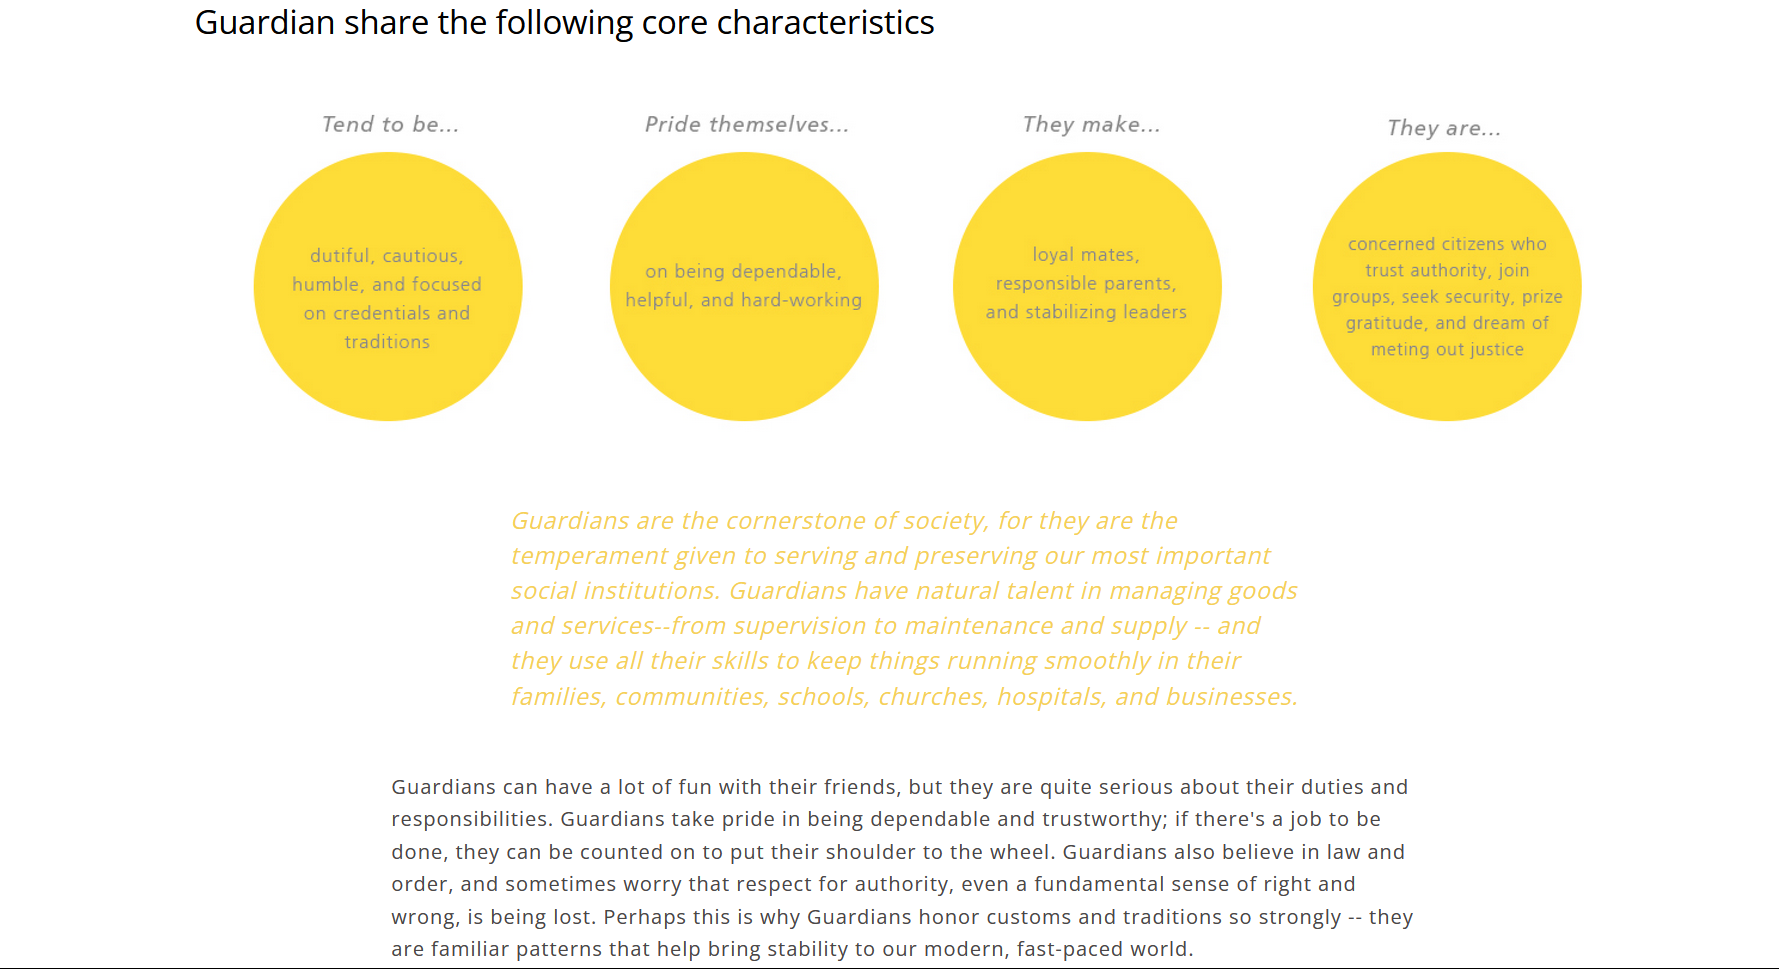 Guardian share the following core characteristics
Tend to be...
dutiful, cautious,
humble, and focused
on credentials and
traditions
Pride themselves...
on being dependable,
helpful, and hard-working
They make...
loyal mates,
responsible parents,
and stabilizing leaders
They are...
concerned citizens who
trust authority, join
groups, seek security, prize
gratitude, and dream of
meting out justice
Guardians are the cornerstone of society, for they are the
temperament given to serving and preserving our most important
social institutions. Guardians have natural talent in managing goods
and services--from supervision to maintenance and supply -- and
they use all their skills to keep things running smoothly in their
families, communities, schools, churches, hospitals, and businesses.
Guardians can have a lot of fun with their friends, but they are quite serious about their duties and
responsibilities. Guardians take pride in being dependable and trustworthy; if there's a job to be
done, they can be counted on to put their shoulder to the wheel. Guardians also believe in law and
order, and sometimes worry that respect for authority, even a fundamental sense of right and
wrong, is being lost. Perhaps this is why Guardians honor customs and traditions so strongly -- they
are familiar patterns that help bring stability to our modern, fast-paced world.